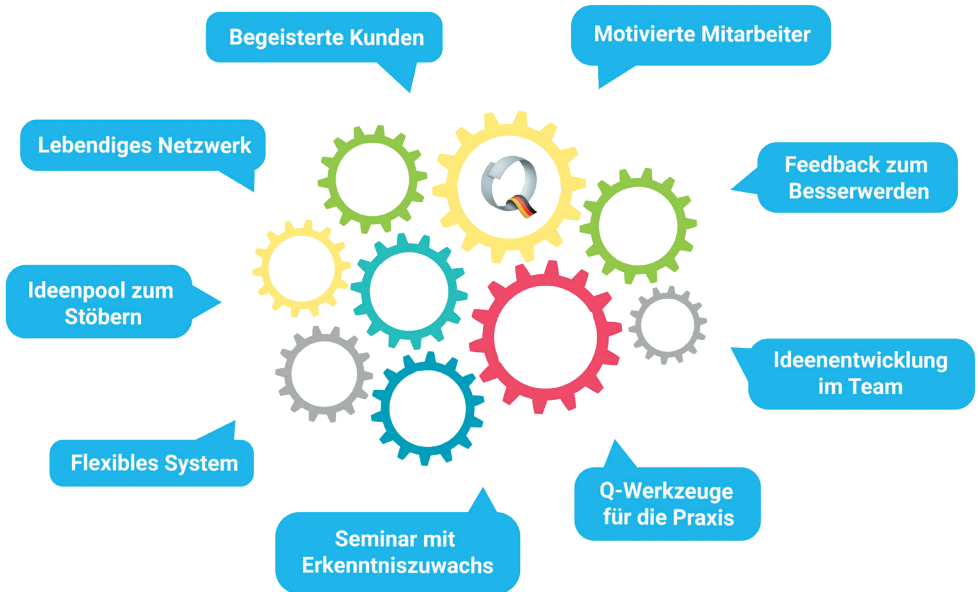 Begeisterte Kunden
Motivierte Mitarbeiter
Lebendiges Netzwerk
Q
Feedback zum
Besserwerden
Ideenpool zum
Stöbern
Ideenentwicklung
im Team
Flexibles System
Q-Werkzeuge
für die Praxis
Seminar mit
Erkenntniszuwachs